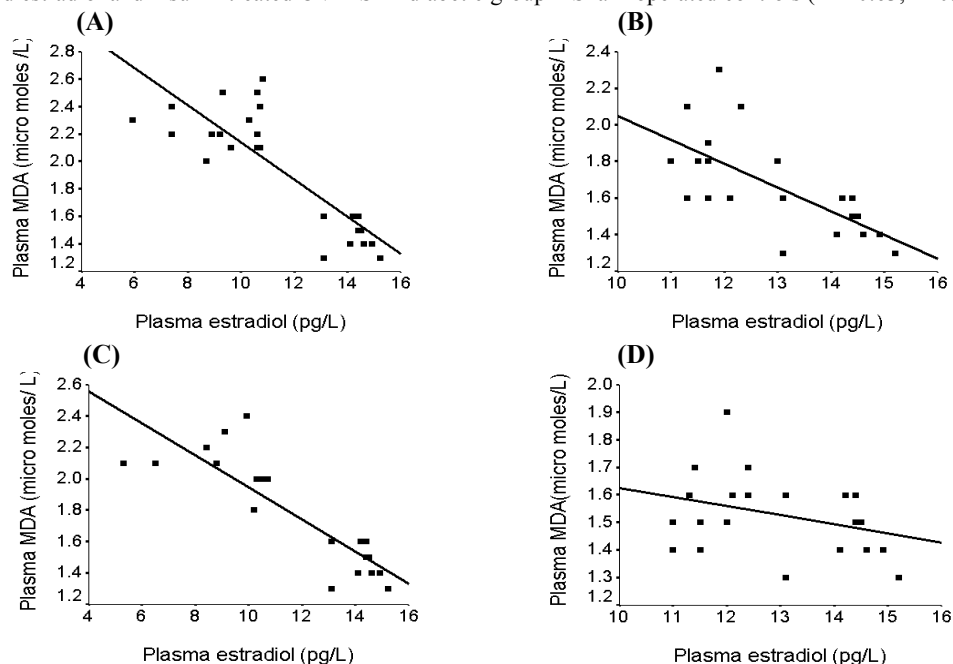 (A)
(B)
Plasma MDA (micro moles /L)
2.8
2.6
2.4
2.2
2.0
1.8
1.6
1.4
1.2
4 6 8 10 12 14 16
Plasma estradiol (pg/L)
Plasma MDA (micro moles/ L)
2.4
2.2
2.0
1.8
1.6
1.4
1.2
10 11 12 13 14 15 16
Plasma estradiol (pg/L)
(C)
(D)
Plasma MDA (micro moles/ L)
2.6
2.4
2.2
2.0
1.8
1.6
1.4
1.2
4 6 8 10 12 14 16
Plasma estradiol (pg/L)
Plasma MDA(micro moles/L)
2.0
1.9
1.8
1.7
1.6
1.5
1.4
1.3
1.2
10 11 12 13 14 15 16
Plasma estradiol (pg/L)